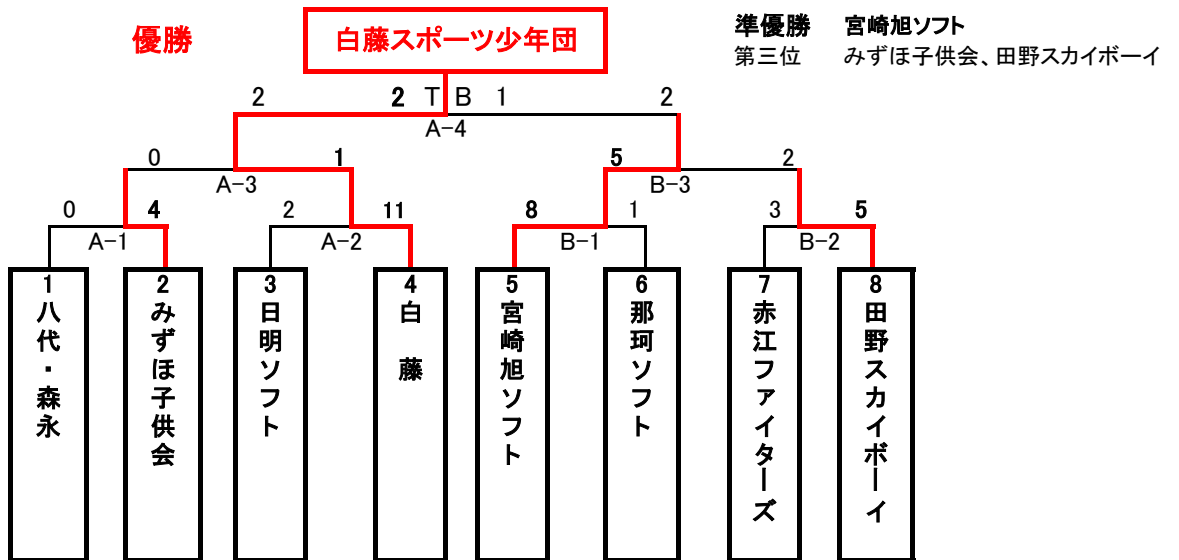 優勝
白藤スポーツ少年団
準優勝 宮崎旭ソフト
第三位 みずほ子供会、田野スカイボーイ
2 2 T B 1 2
A-4
0 1 5 2
A-3 B-3
0 4 2 11 8 1 3 5
A-1 A-2 B-1 B-2
1 八代・森永
2 みずほ子供会
3 日明ソフト
4 白 藤
5 宮崎旭ソフト
6 那珂ソフト
7 赤江ファイターズ
8 田野スカイボーイ